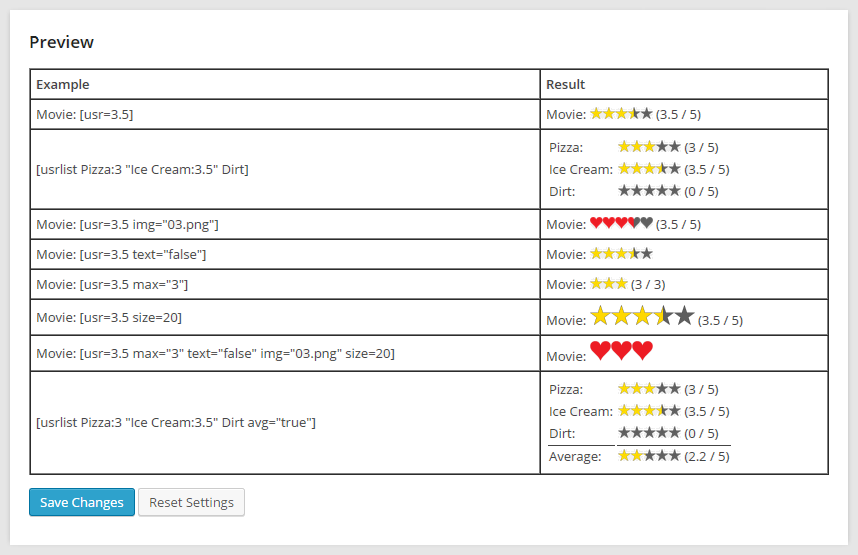 Preview
Example Result
Movie: [usr=3.5] Movie: (3.5 / 5)
[usrlist Pizza:3 "Ice Cream:3.5" Dirt]
Pizza: (3 / 5)
Ice Cream: (3.5 / 5)
Dirt: (0 / 5)
Movie: [usr=3.5 img="03.png"] Movie: (3.5 / 5)
Movie: [usr=3.5 text="false"] Movie:
Movie: [usr=3.5 max="3"] Movie: (3 / 3)
Movie: [usr=3.5 size=20] Movie: (3.5 / 5)
Movie: [usr=3.5 max="3" text="false" img="03.png" size=20] Movie:
[usrlist Pizza:3 "Ice Cream:3.5" Dirt avg="true"]
Pizza: (3 / 5)
Ice Cream: (3.5 / 5)
Dirt: (0 / 5)
Average: (2.2 / 5)
Save Changes Reset Settings